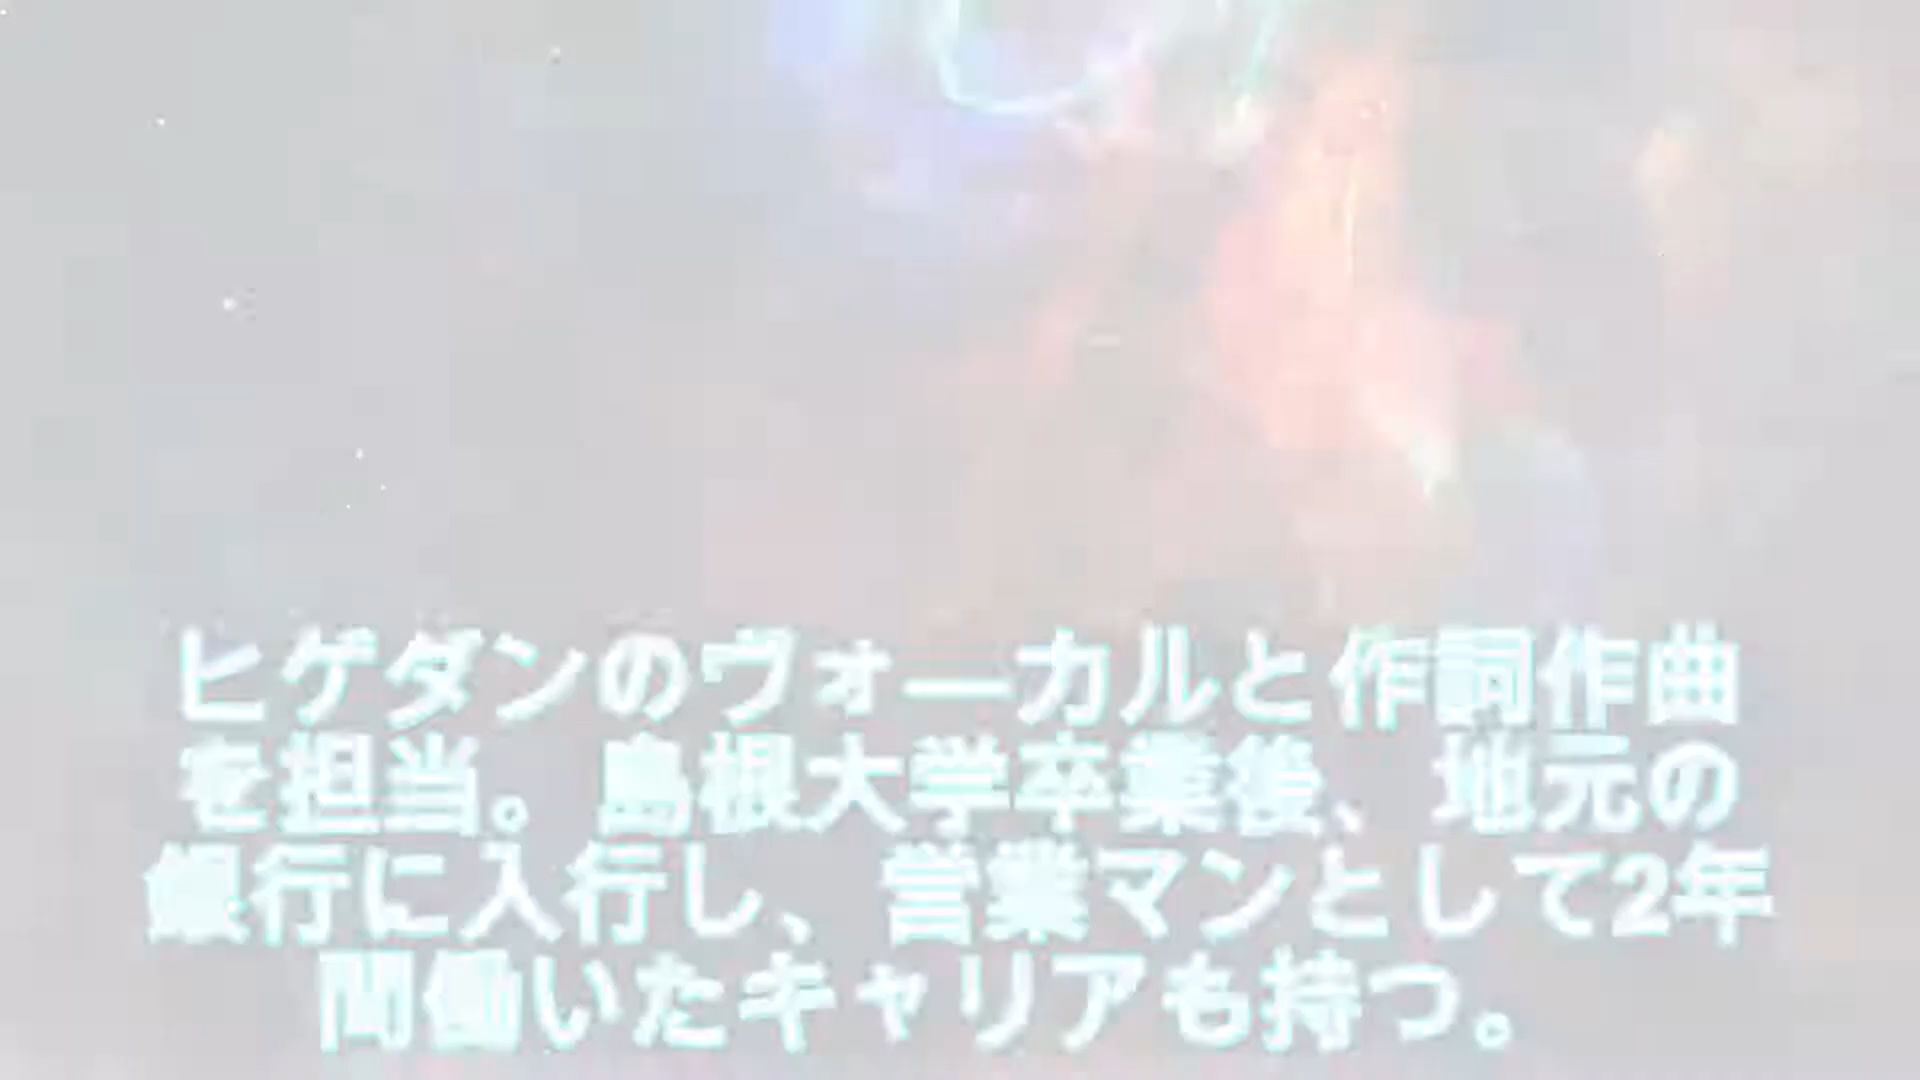 ヒゲダンのヴォーカルと作詞作曲
を担当。島根大学卒業後、地元の
銀行に入行し、営業マンとして2年
間働いたキャリアも持つ。